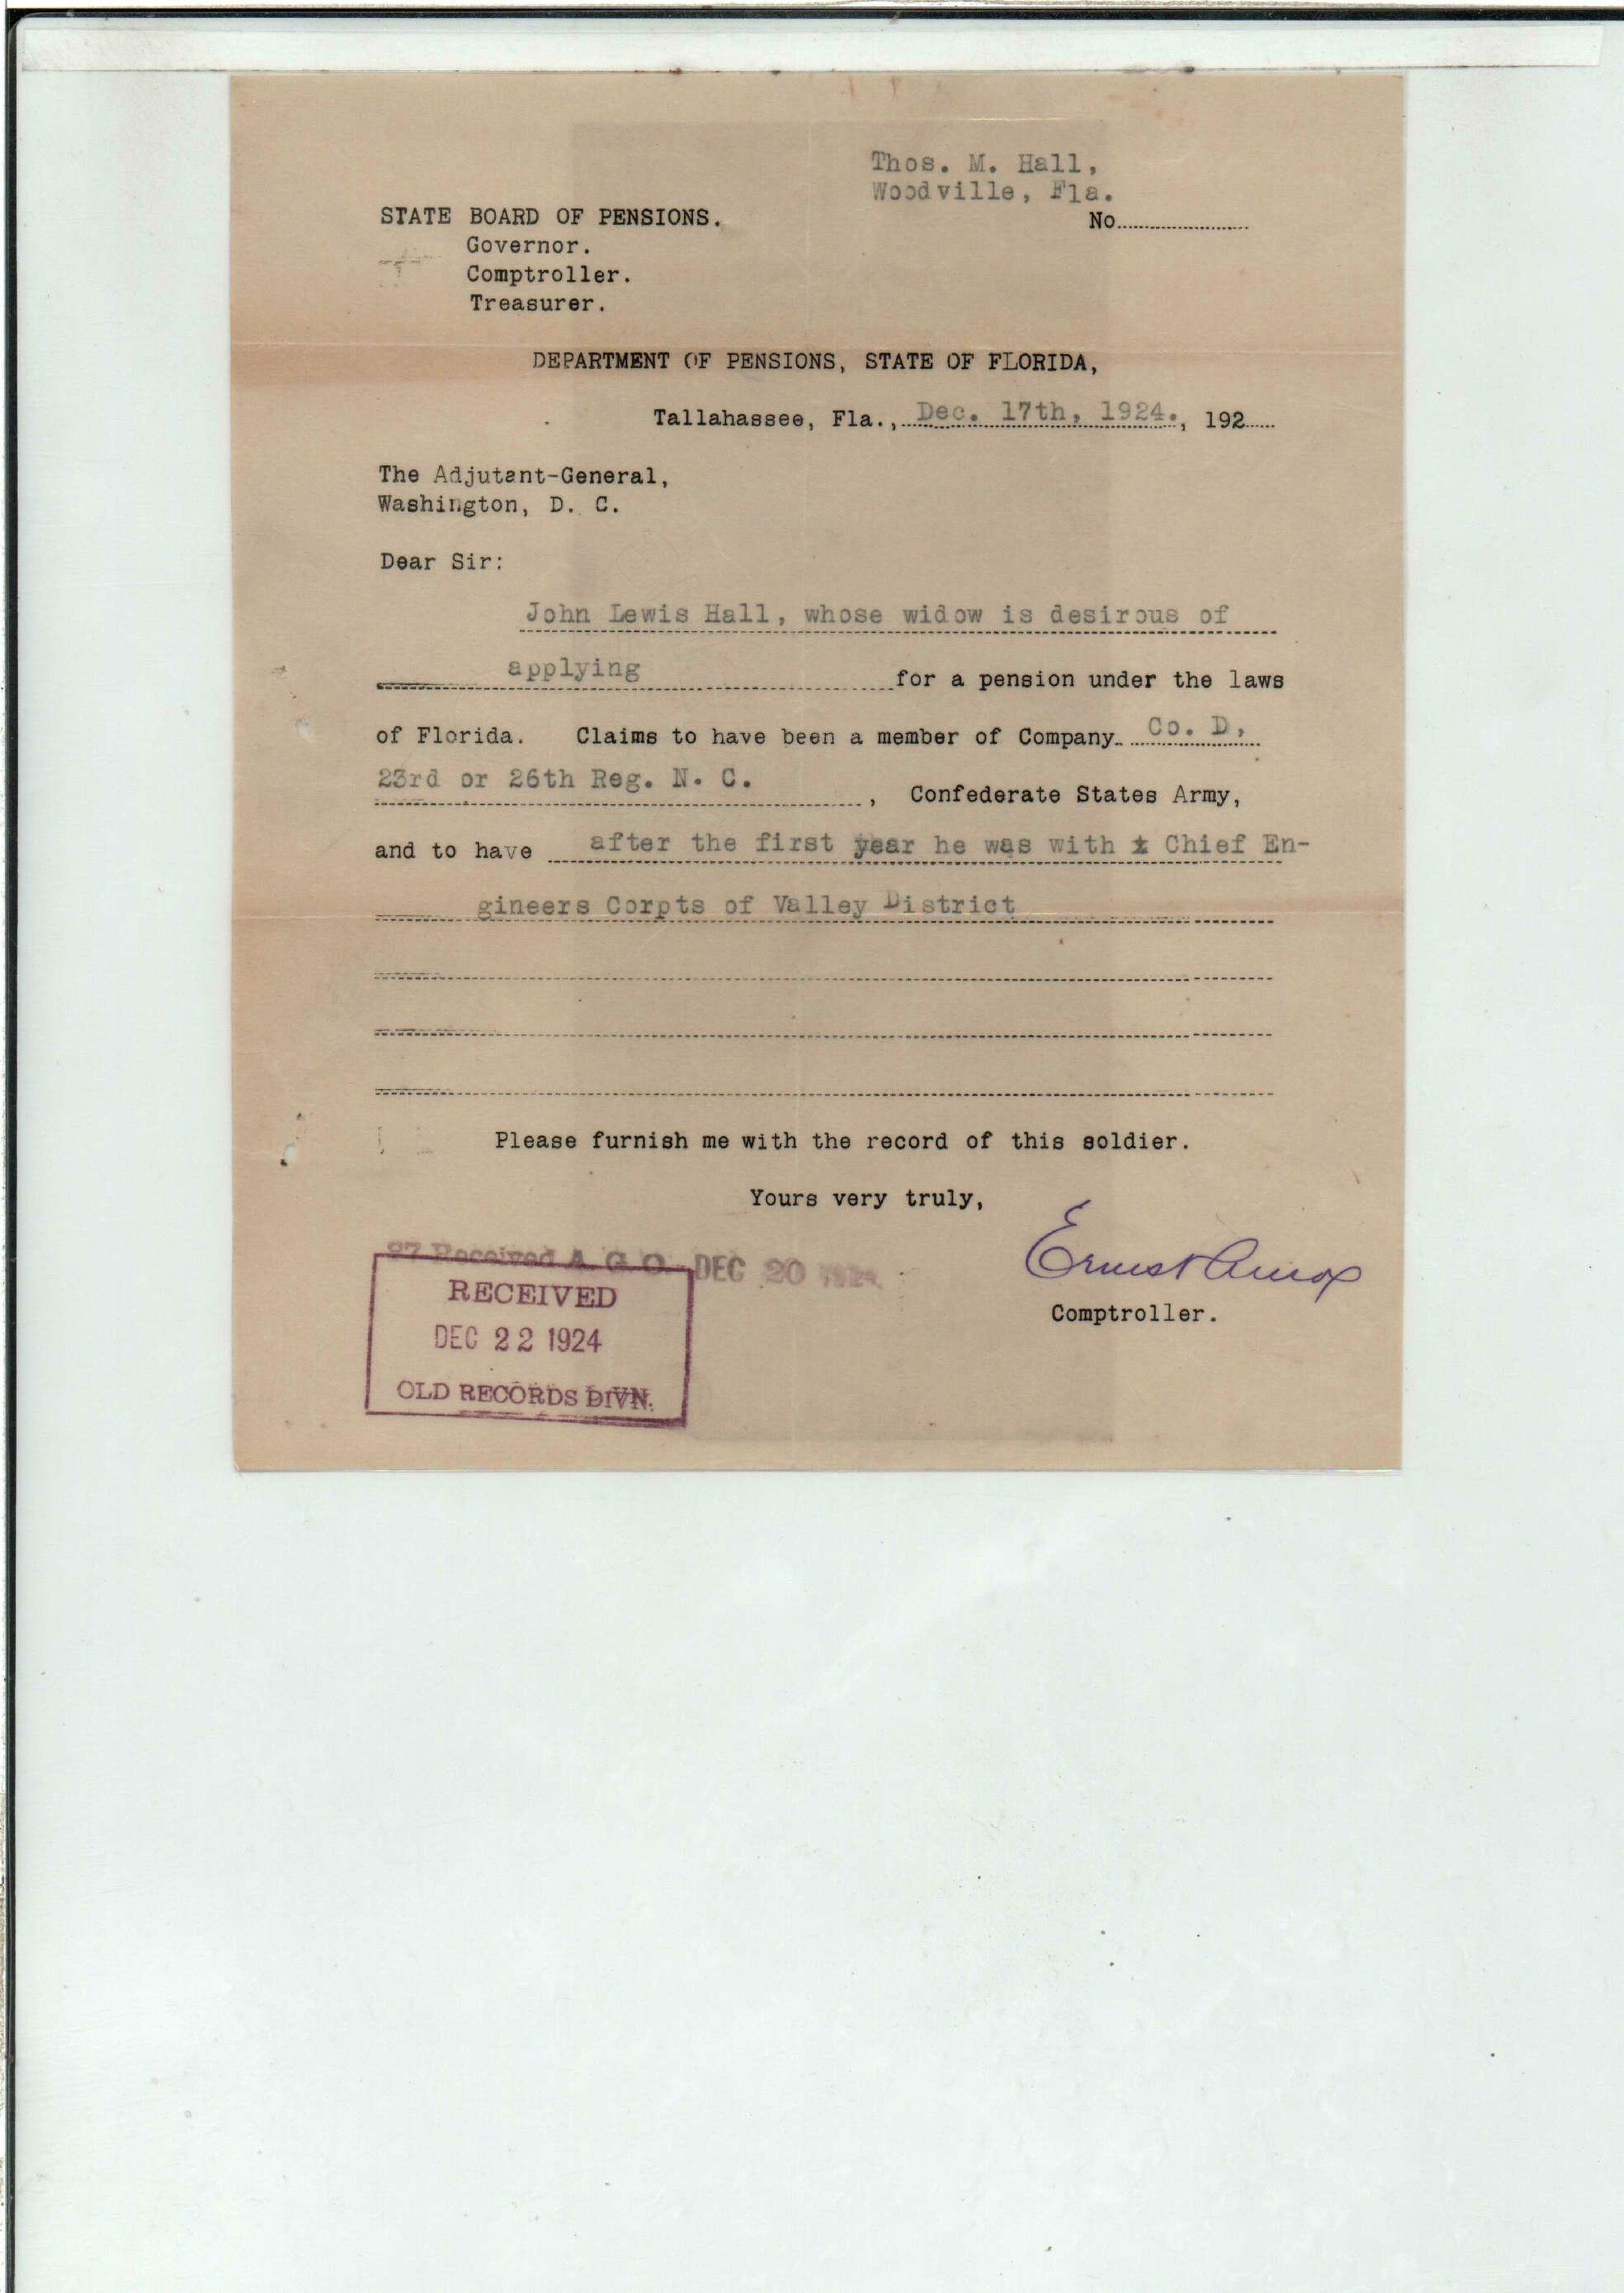 Thos. M. Hall,
Woodville, Fla.
STATE BOARD OF PENSIONS.
No
Governor.
Comptroller.
Treasurer.
DEPARTMENT OF PENSIONS, STATE OF FLORIDA,
Tallahassee, Fla., Dec. 17th, 1924., 192
The Adjutant-General,
Washington, D. C.
Dear Sir:
John Lewis Hall, whose widow is desirous of
applying for a pension under the laws
of Florida. Claims to have been a member of Company Co. D,
23rd or 26th Reg. N. C. , Confederate States Army,
and to have after the first year he was with Chief En-
gineers Corpts of Valley District
Please furnish me with the record of this soldier.
Yours very truly,
Ernest Amos
Comptroller.
Received A. G. O. DEC 20 1924
RECEIVED
DEC 22 1924
OLD RECORDS DIVN.